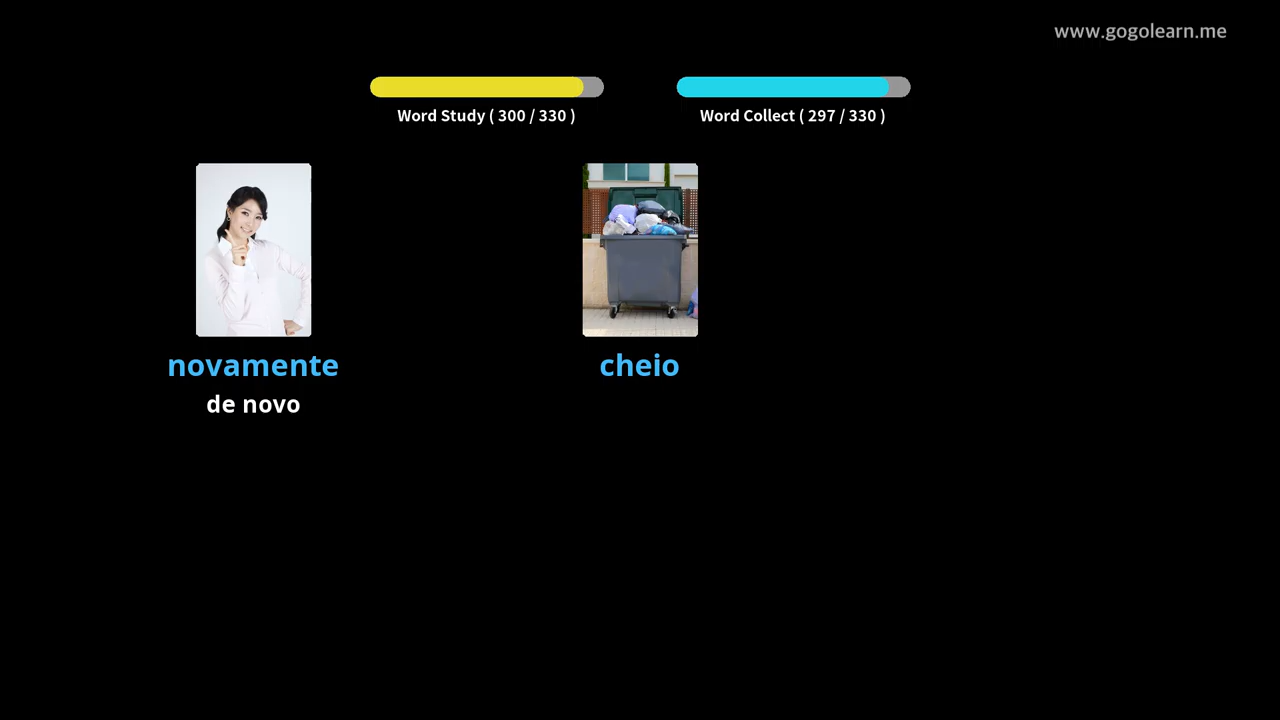 www.gogolearn.me
Word Study ( 300 / 330 )
Word Collect ( 297 / 330 )
novamente
de novo
cheio